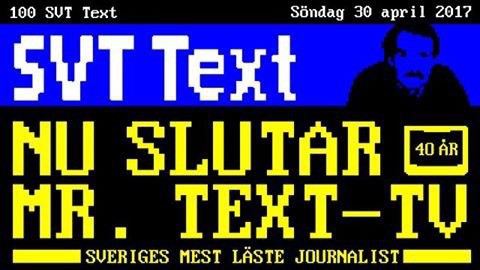 100 SVT Text Söndag 30 april 2017
SVT Text
NU SLUTAR 40 ÅR
MR. TEXT-TV
SVERIGES MEST LÄSTE JOURNALIST